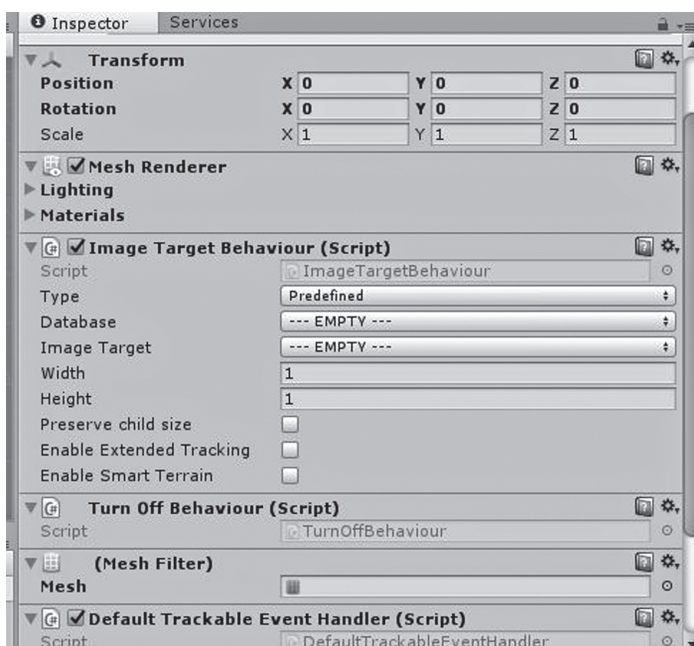 Inspector Services
Transform
Position X 0 Y 0 Z 0
Rotation X 0 Y 0 Z 0
Scale X 1 Y 1 Z 1
Mesh Renderer
Lighting
Materials
Image Target Behaviour (Script)
Script ImageTargetBehaviour
Type Predefined
Database --- EMPTY ---
Image Target --- EMPTY ---
Width 1
Height 1
Preserve child size
Enable Extended Tracking
Enable Smart Terrain
Turn Off Behaviour (Script)
Script TurnOffBehaviour
(Mesh Filter)
Mesh
Default Trackable Event Handler (Script)
Script DefaultTrackableEventHandler